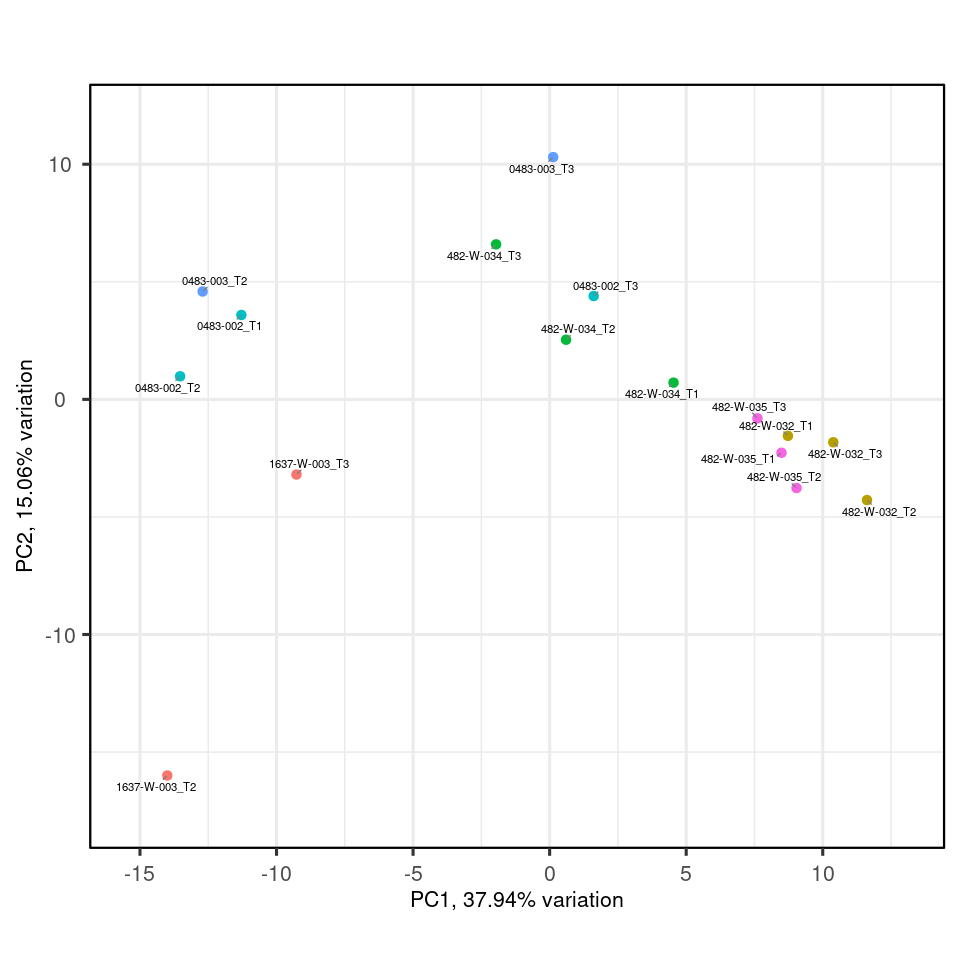 10
0
-10
PC2, 15.06% variation
0483-003_T3
482-W-034_T3
0483-003_T2
0483-002_T3
0483-002_T1
482-W-034_T2
0483-002_T2
482-W-034_T1
482-W-035_T3
482-W-032_T1
482-W-032_T3
482-W-035_T1
1637-W-003_T3
482-W-035_T2
482-W-032_T2
1637-W-003_T2
-15
-10
-5
0
5
10
PC1, 37.94% variation